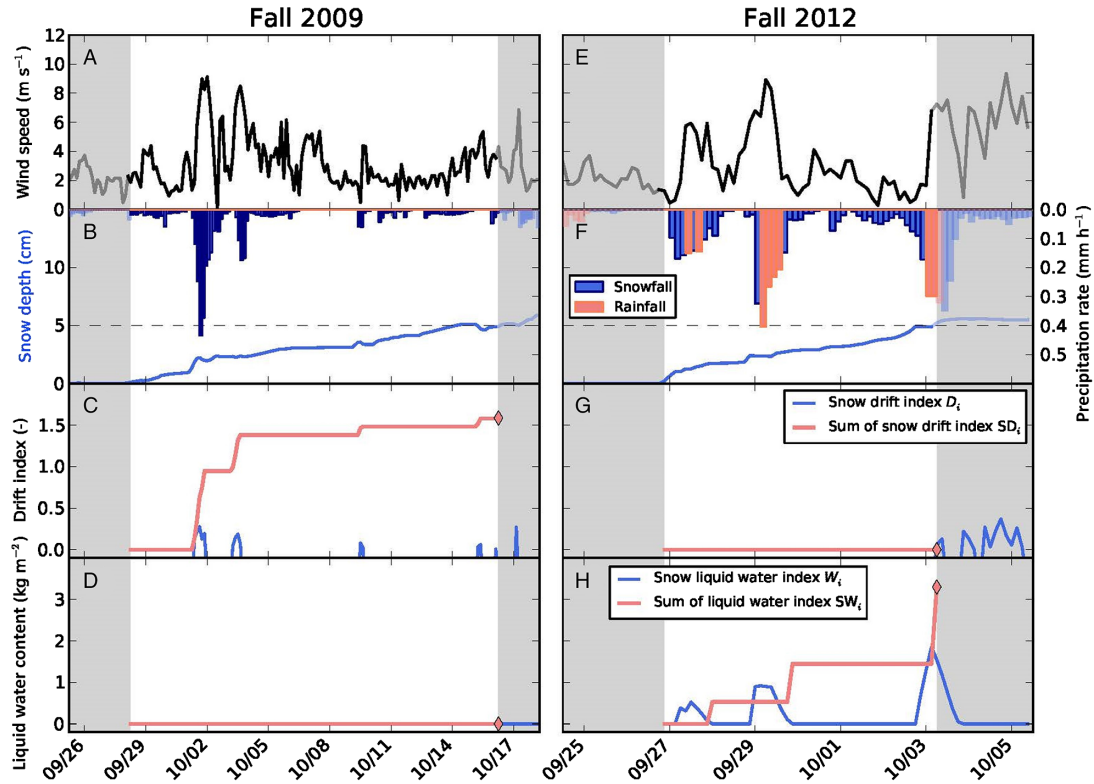 Fall 2009
Fall 2012
Wind speed (m s⁻¹)
12
10
8
6
4
2
0
A
E
Snow depth (cm)
10
5
0
B
F
Snowfall
Rainfall
0.0
0.1
0.2
0.3
0.4
0.5
Precipitation rate (mm h⁻¹)
Drift index (-)
1.5
1.0
0.5
0.0
C
G
Snow drift index Dᵢ
Sum of snow drift index SDᵢ
Liquid water content (kg m⁻²)
3
2
1
0
D
H
Snow liquid water index Wᵢ
Sum of liquid water index SWᵢ
09/26
09/29
10/02
10/05
10/08
10/11
10/14
10/17
09/25
09/27
09/29
10/01
10/03
10/05